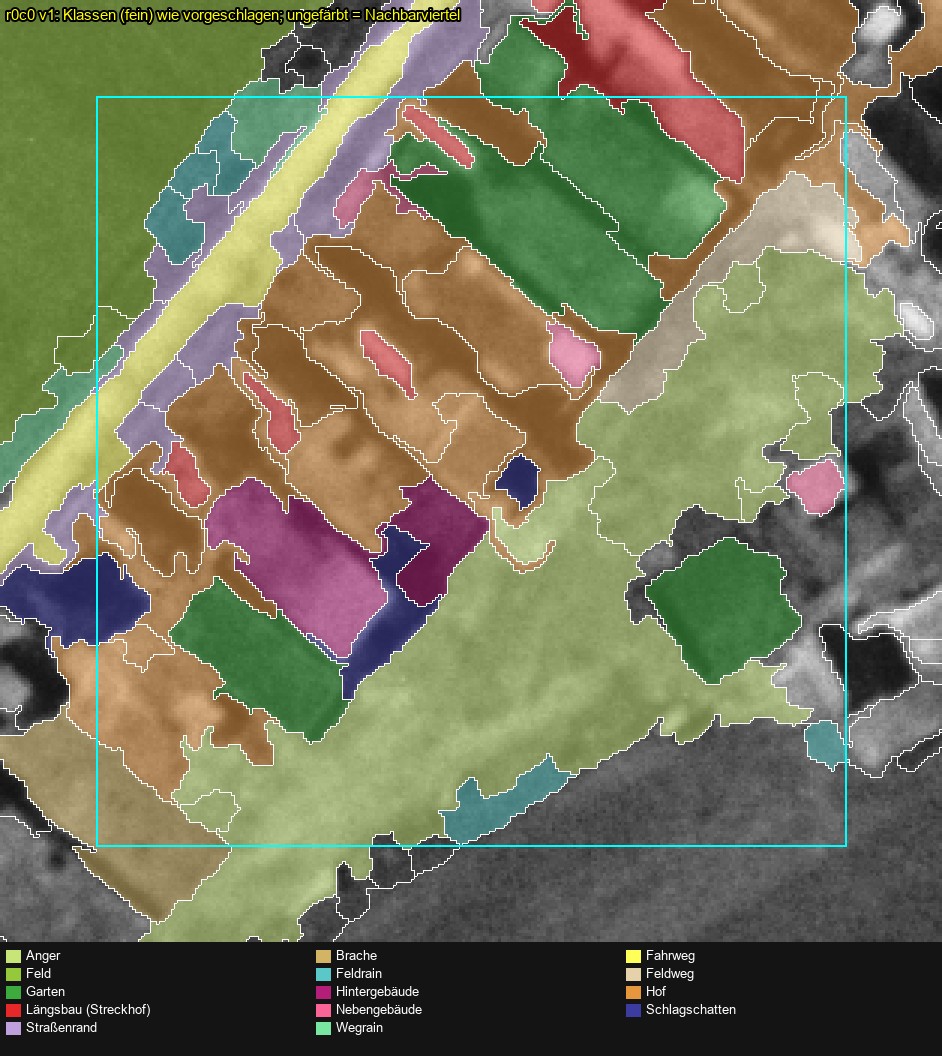 r0c0 v1: Klassen (fein) wie vorgeschlagen; ungefärbt = Nachbarviertel
Anger
Feld
Garten
Längsbau (Streckhof)
Straßenrand
Brache
Feldrain
Hintergebäude
Nebengebäude
Wegrain
Fahrweg
Feldweg
Hof
Schlagschatten